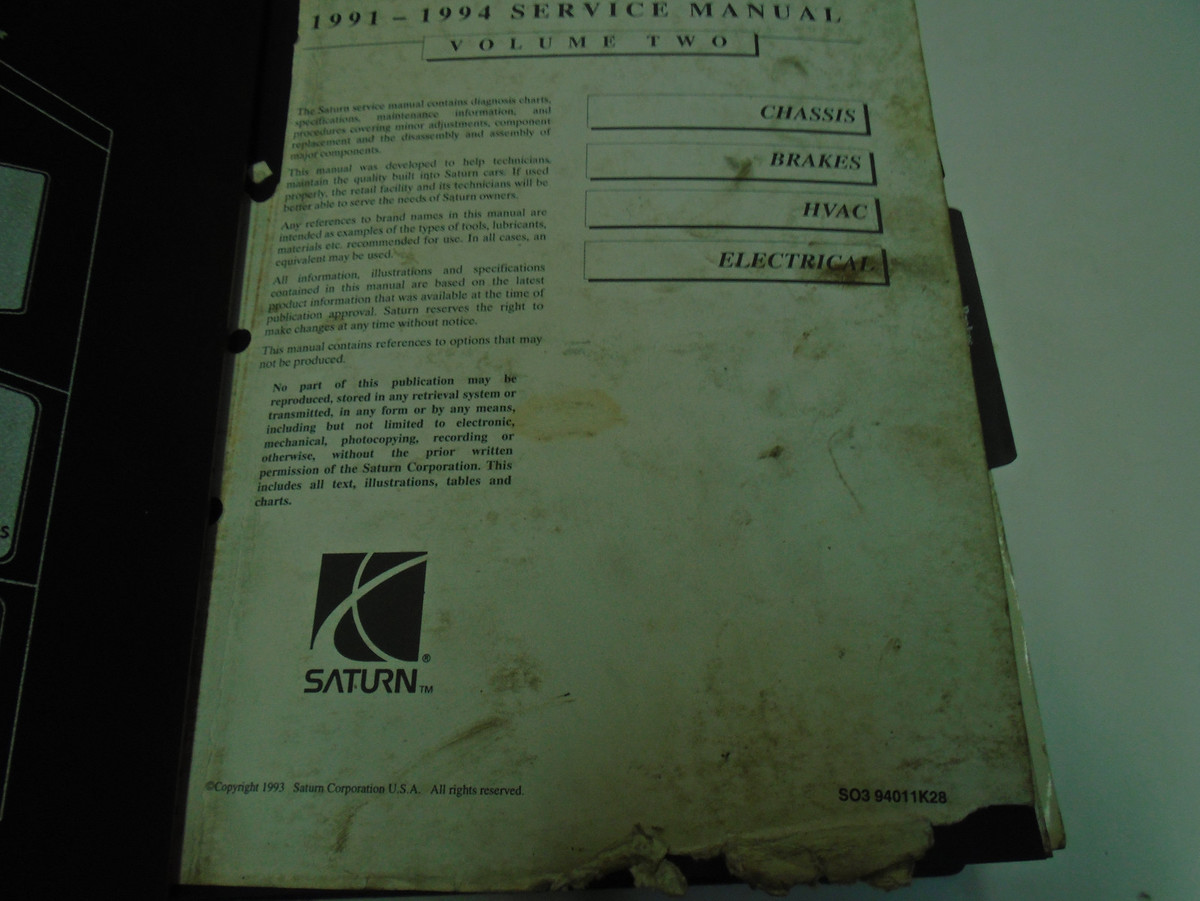 1991 – 1994 SERVICE MANUAL
VOLUME TWO
The Saturn service manual contains diagnosis charts,
specifications, maintenance information, and
procedures covering minor adjustments, component
replacement and the disassembly and assembly of
major components.
This manual was developed to help technicians
maintain the quality built into Saturn cars. If used
properly, the retail facility and its technicians will be
better able to serve the needs of Saturn owners.
Any references to brand names in this manual are
intended as examples of the types of tools, lubricants,
materials etc. recommended for use. In all cases, an
equivalent may be used.
All information, illustrations and specifications
contained in this manual are based on the latest
product information that was available at the time of
publication approval. Saturn reserves the right to
make changes at any time without notice.
This manual contains references to options that may
not be produced.
No part of this publication may be
reproduced, stored in any retrieval system or
transmitted, in any form or by any means,
including but not limited to electronic,
mechanical, photocopying, recording or
otherwise, without the prior written
permission of the Saturn Corporation. This
includes all text, illustrations, tables and
charts.
CHASSIS
BRAKES
HVAC
ELECTRICAL
®
SATURN™
©Copyright 1993 Saturn Corporation U.S.A. All rights reserved.
SO3 94011K28
S